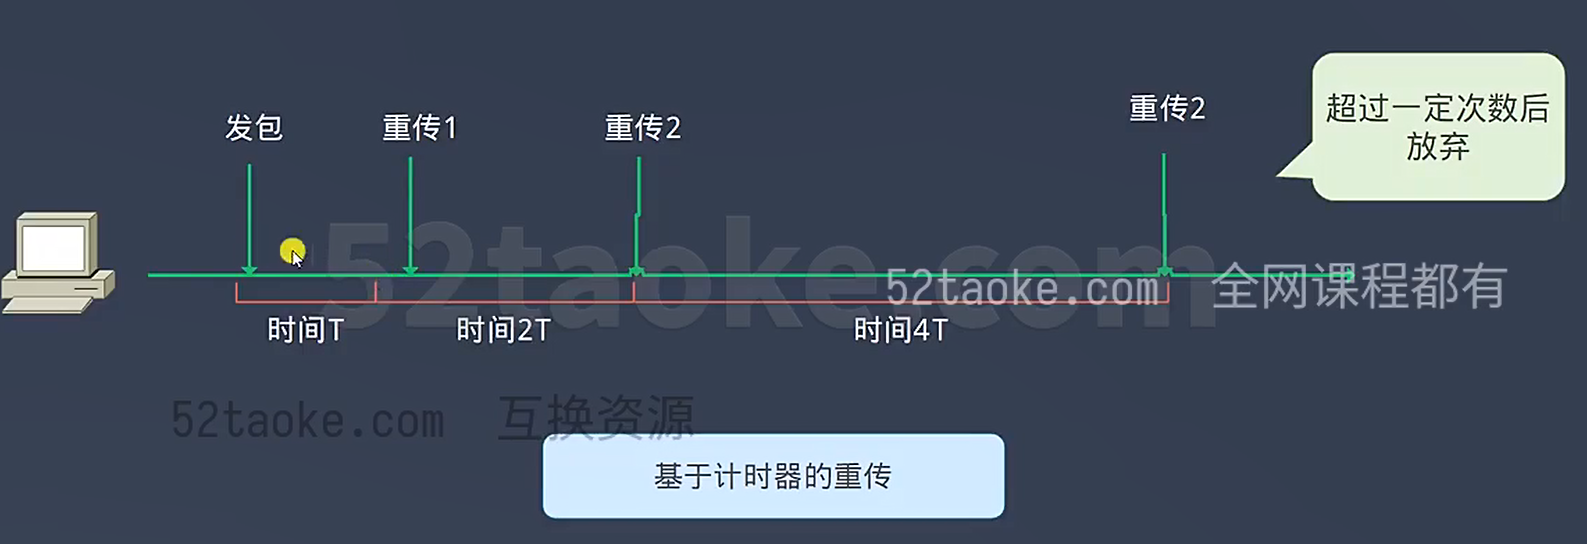 发包
重传1
重传2
重传2
超过一定次数后
放弃
52taoke.com
52taoke.com 全网课程都有
时间T
时间2T
时间4T
52taoke.com 互换资源
基于计时器的重传